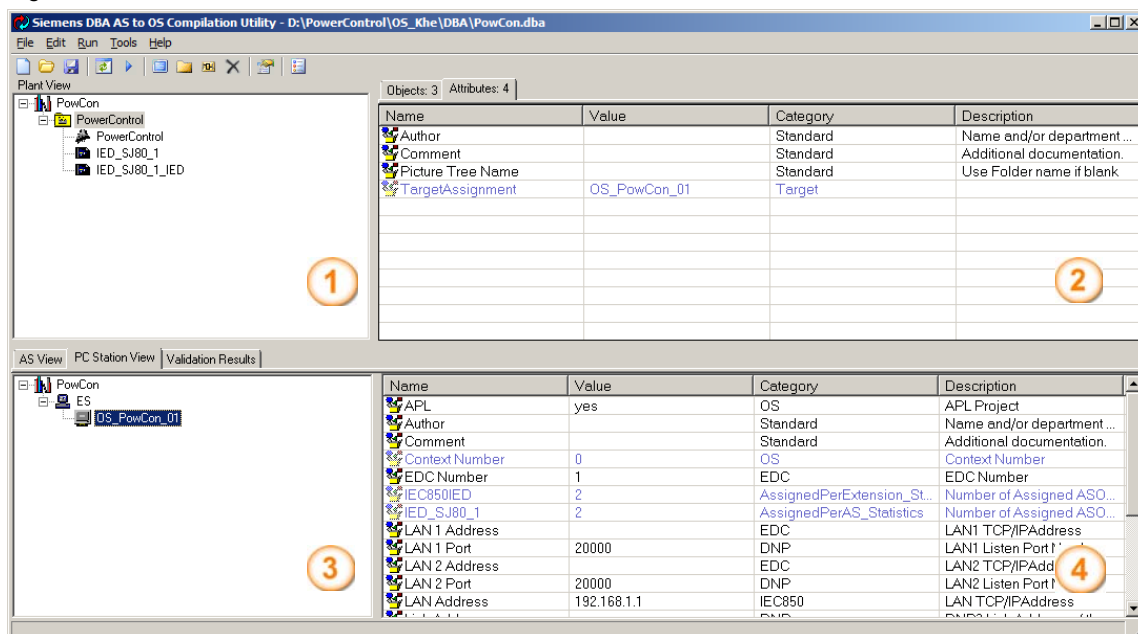 Siemens DBA AS to OS Compilation Utility - D:\PowerControl\OS_Khe\DBA\PowCon.dba
File Edit Run Tools Help
Plant View
PowCon
PowerControl
PowerControl
IED_SJ80_1
IED_SJ80_1_IED
1
Objects: 3 Attributes: 4
Name Value Category Description
Author Standard Name and/or department ...
Comment Standard Additional documentation.
Picture Tree Name Standard Use Folder name if blank
TargetAssignment OS_PowCon_01 Target
2
AS View PC Station View Validation Results
PowCon
ES
OS_PowCon_01
3
Name Value Category Description
APL yes OS APL Project
Author Standard Name and/or department ...
Comment Standard Additional documentation.
Context Number 0 OS Context Number
EDC Number 1 EDC EDC Number
IEC850IED 2 AssignedPerExtension_St... Number of Assigned ASO...
IED_SJ80_1 2 AssignedPerAS_Statistics Number of Assigned ASO...
LAN 1 Address EDC LAN1 TCP/IPAddress
LAN 1 Port 20000 DNP LAN1 Listen Port
LAN 2 Address EDC LAN2 TCP/IPAdd
LAN 2 Port 20000 DNP LAN2 Listen Port
LAN Address 192.168.1.1 IEC850 LAN TCP/IPAddress
4